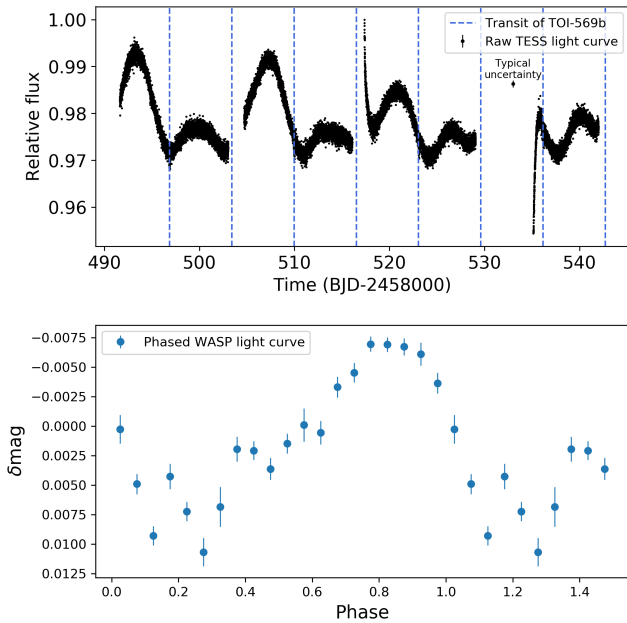 1.00
0.99
0.98
0.97
0.96
Relative flux
Transit of TOI-569b
Raw TESS light curve
Typical
uncertainty
490 500 510 520 530 540
Time (BJD-2458000)
−0.0075
−0.0050
−0.0025
0.0000
0.0025
0.0050
0.0075
0.0100
0.0125
δmag
Phased WASP light curve
0.0 0.2 0.4 0.6 0.8 1.0 1.2 1.4
Phase